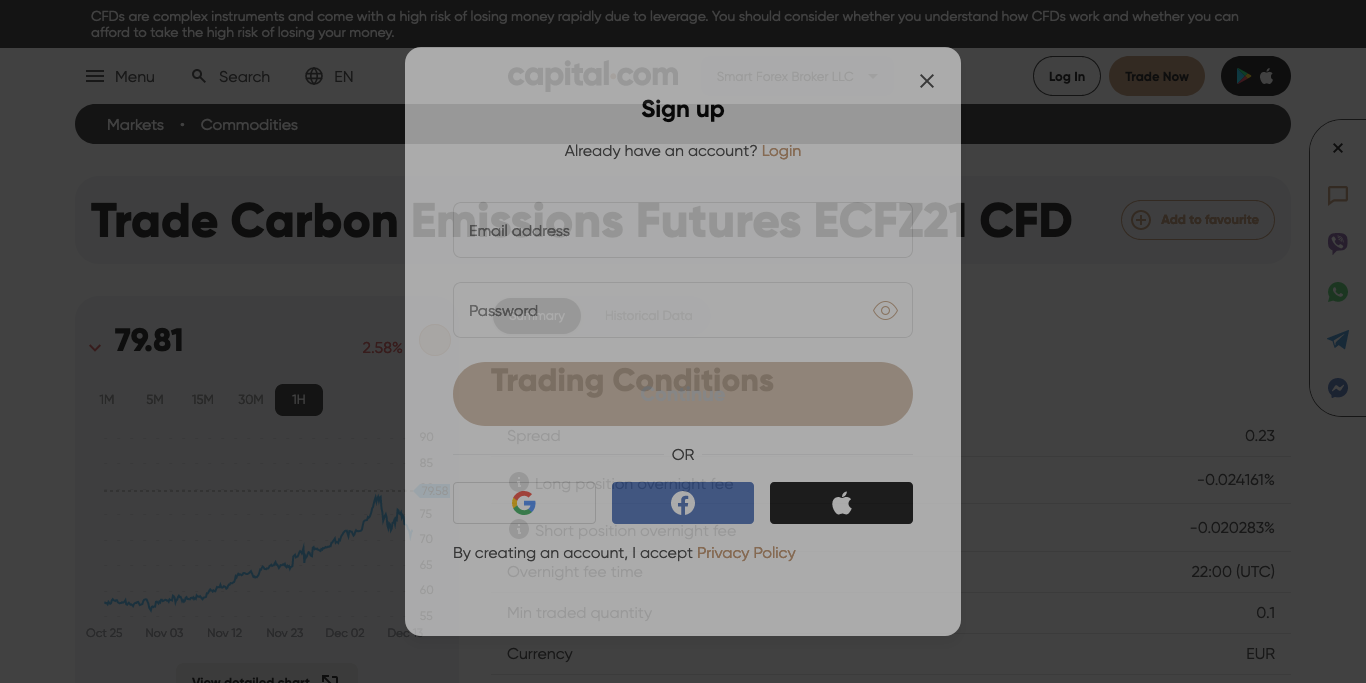 CFDs are complex instruments and come with a high risk of losing money rapidly due to leverage. You should consider whether you understand how CFDs work and whether you can
afford to take the high risk of losing your money.
Menu
Search
EN
capital.com
Smart Forex Broker LLC
Log In
Trade Now
Sign up
Markets • Commodities
Already have an account? Login
Trade Carbon Emissions Futures ECFZ21 CFD
Add to favourite
Email address
Password
Summary
Historical Data
79.81
2.58%
1M 5M 15M 30M 1H
Trading Conditions
90
85
79.58
75
70
65
60
55
Oct 25 Nov 03 Nov 12 Nov 23 Dec 02
View detailed chart
Spread 0.23
OR
Long position overnight fee -0.024161%
Short position overnight fee -0.020283%
By creating an account, I accept Privacy Policy
Overnight fee time 22:00 (UTC)
Min traded quantity 0.1
Currency EUR